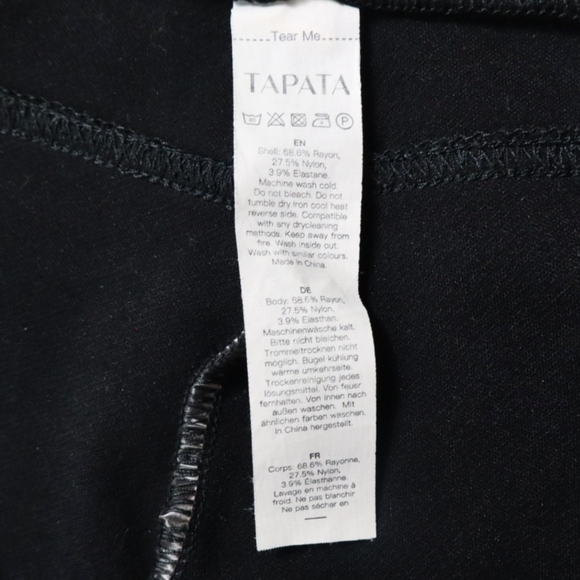 Tear Me
TAPATA
EN
Shell: 68.6% Rayon,
27.5% Nylon,
3.9% Elastane.
Machine wash cold.
Do not bleach. Do not
tumble dry.Iron cool heat
reverse side. Compatible
with any drycleaning
methods. Keep away from
fire. Wash inside out.
Wash with similar colours.
Made in China.
DE
Body: 68.6% Rayon,
27.5% Nylon,
3.9% Elasthan.
Maschinenwäsche kalt.
Bitte nicht bleichen.
Trommeltrocknen nicht
möglich. Bügel kühlung
wärme umkehrseite.
Trockenreinigung jedes
lösungsmittel. Von feuer
fernhalten. Von innen nach
außen waschen. Mit
ähnlichen farben waschen.
In China hergestellt.
FR
Corps: 68.6% Rayonne,
27.5% Nylon,
3.9% Élasthanne.
Lavage en machine à
froid. Ne pas blanchir
Ne pas sécher en